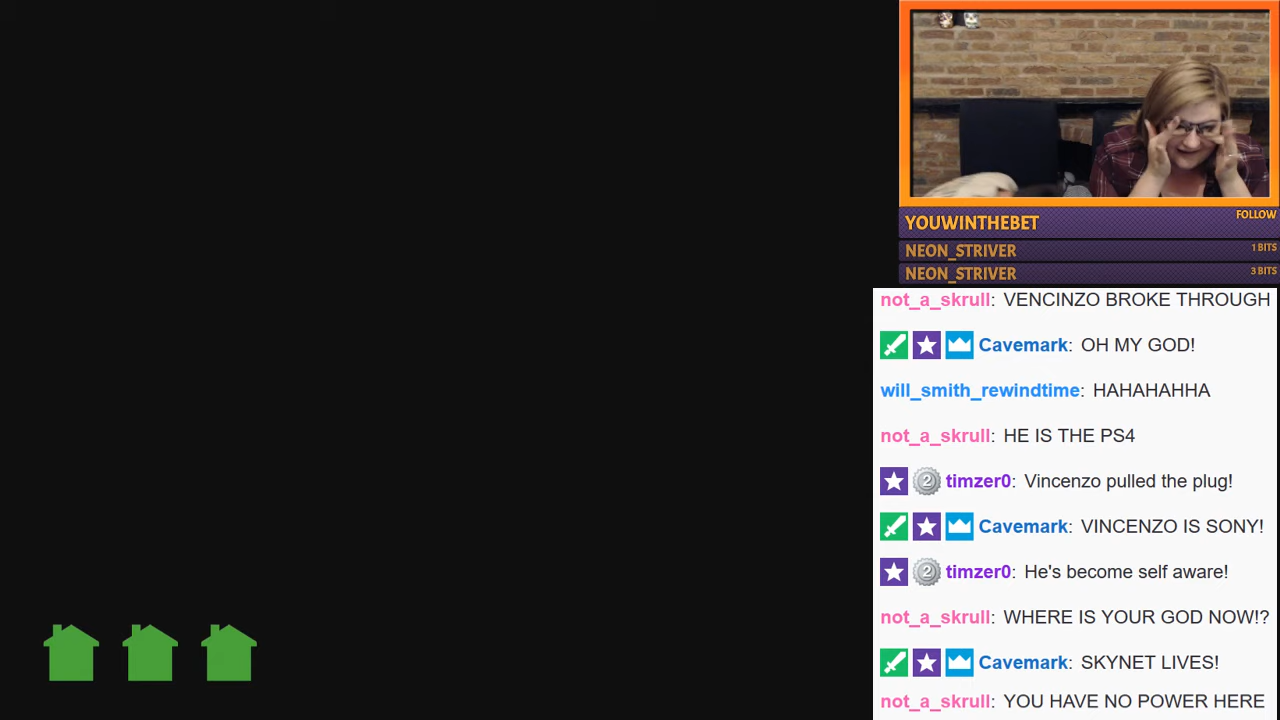 YOUWINTHEBET FOLLOW
NEON_STRIVER 1 BITS
NEON_STRIVER 3 BITS
not_a_skrull: VENCINZO BROKE THROUGH
Cavemark: OH MY GOD!
will_smith_rewindtime: HAHAHAHHA
not_a_skrull: HE IS THE PS4
2 timzer0: Vincenzo pulled the plug!
Cavemark: VINCENZO IS SONY!
2 timzer0: He's become self aware!
not_a_skrull: WHERE IS YOUR GOD NOW!?
Cavemark: SKYNET LIVES!
not_a_skrull: YOU HAVE NO POWER HERE